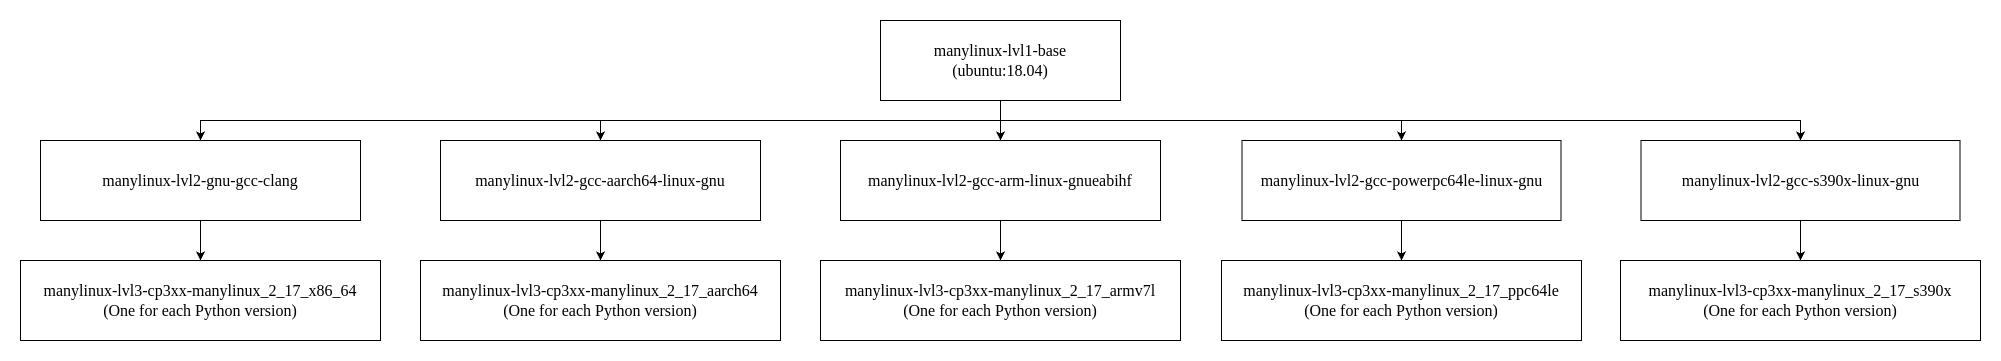 manylinux-lvl1-base
(ubuntu:18.04)
manylinux-lvl2-gnu-gcc-clang
manylinux-lvl2-gcc-aarch64-linux-gnu
manylinux-lvl2-gcc-arm-linux-gnueabihf
manylinux-lvl2-gcc-powerpc64le-linux-gnu
manylinux-lvl2-gcc-s390x-linux-gnu
manylinux-lvl3-cp3xx-manylinux_2_17_x86_64
(One for each Python version)
manylinux-lvl3-cp3xx-manylinux_2_17_aarch64
(One for each Python version)
manylinux-lvl3-cp3xx-manylinux_2_17_armv7l
(One for each Python version)
manylinux-lvl3-cp3xx-manylinux_2_17_ppc64le
(One for each Python version)
manylinux-lvl3-cp3xx-manylinux_2_17_s390x
(One for each Python version)